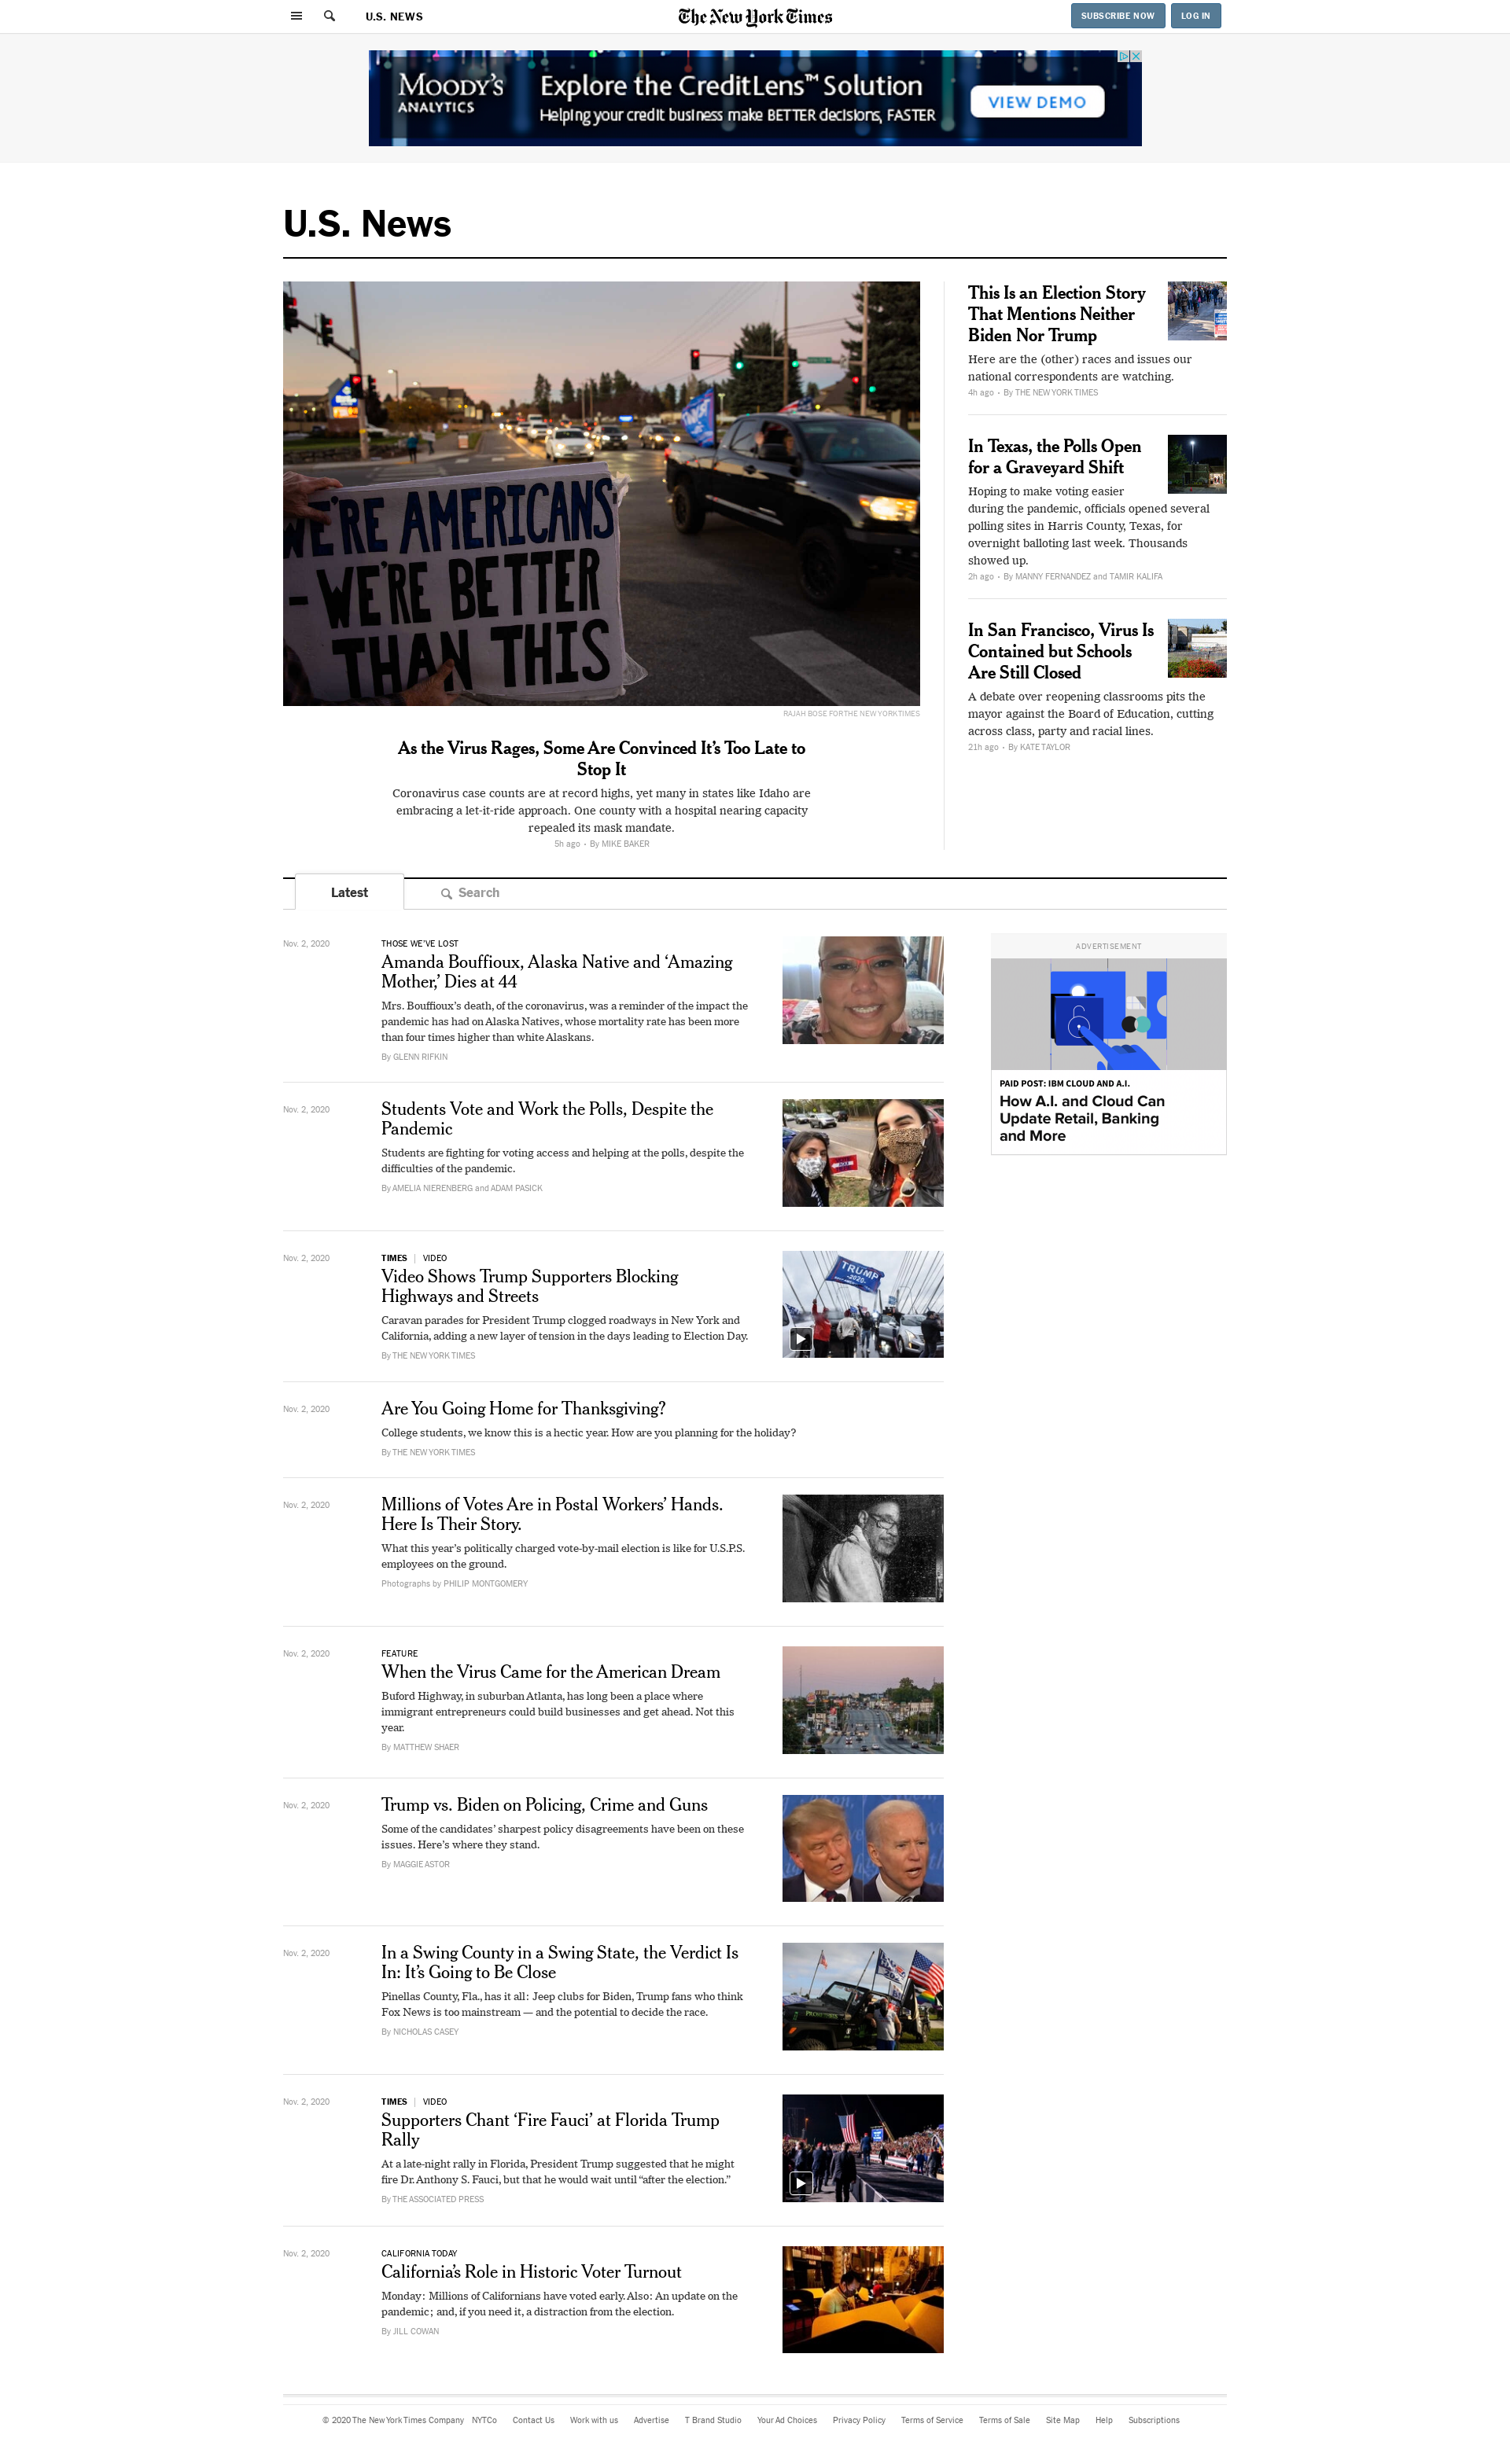 U.S. NEWS
The New York Times
SUBSCRIBE NOW
LOG IN
MOODY'S
ANALYTICS
Explore the CreditLens™ Solution
Helping your credit business make BETTER decisions, FASTER
VIEW DEMO
U.S. News
WE'RE AMERICANS
-WE'RE BETTER
THAN THIS
RAJAH BOSE FOR THE NEW YORK TIMES
As the Virus Rages, Some Are Convinced It’s Too Late to
Stop It
Coronavirus case counts are at record highs, yet many in states like Idaho are
embracing a let-it-ride approach. One county with a hospital nearing capacity
repealed its mask mandate.
5h ago • By MIKE BAKER
This Is an Election Story
That Mentions Neither
Biden Nor Trump
Here are the (other) races and issues our
national correspondents are watching.
4h ago • By THE NEW YORK TIMES
In Texas, the Polls Open
for a Graveyard Shift
Hoping to make voting easier
during the pandemic, officials opened several
polling sites in Harris County, Texas, for
overnight balloting last week. Thousands
showed up.
2h ago • By MANNY FERNANDEZ and TAMIR KALIFA
In San Francisco, Virus Is
Contained but Schools
Are Still Closed
A debate over reopening classrooms pits the
mayor against the Board of Education, cutting
across class, party and racial lines.
21h ago • By KATE TAYLOR
Latest
Search
Nov. 2, 2020
THOSE WE’VE LOST
Amanda Bouffioux, Alaska Native and ‘Amazing
Mother,’ Dies at 44
Mrs. Bouffioux’s death, of the coronavirus, was a reminder of the impact the
pandemic has had on Alaska Natives, whose mortality rate has been more
than four times higher than white Alaskans.
By GLENN RIFKIN
Nov. 2, 2020
Students Vote and Work the Polls, Despite the
Pandemic
Students are fighting for voting access and helping at the polls, despite the
difficulties of the pandemic.
By AMELIA NIERENBERG and ADAM PASICK
Nov. 2, 2020
TIMES | VIDEO
Video Shows Trump Supporters Blocking
Highways and Streets
Caravan parades for President Trump clogged roadways in New York and
California, adding a new layer of tension in the days leading to Election Day.
By THE NEW YORK TIMES
TRUMP
2020
Nov. 2, 2020
Are You Going Home for Thanksgiving?
College students, we know this is a hectic year. How are you planning for the holiday?
By THE NEW YORK TIMES
Nov. 2, 2020
Millions of Votes Are in Postal Workers’ Hands.
Here Is Their Story.
What this year’s politically charged vote-by-mail election is like for U.S.P.S.
employees on the ground.
Photographs by PHILIP MONTGOMERY
Nov. 2, 2020
FEATURE
When the Virus Came for the American Dream
Buford Highway, in suburban Atlanta, has long been a place where
immigrant entrepreneurs could build businesses and get ahead. Not this
year.
By MATTHEW SHAER
Nov. 2, 2020
Trump vs. Biden on Policing, Crime and Guns
Some of the candidates’ sharpest policy disagreements have been on these
issues. Here’s where they stand.
By MAGGIE ASTOR
Nov. 2, 2020
In a Swing County in a Swing State, the Verdict Is
In: It’s Going to Be Close
Pinellas County, Fla., has it all: Jeep clubs for Biden, Trump fans who think
Fox News is too mainstream — and the potential to decide the race.
By NICHOLAS CASEY
Nov. 2, 2020
TIMES | VIDEO
Supporters Chant ‘Fire Fauci’ at Florida Trump
Rally
At a late-night rally in Florida, President Trump suggested that he might
fire Dr. Anthony S. Fauci, but that he would wait until “after the election.”
By THE ASSOCIATED PRESS
Nov. 2, 2020
CALIFORNIA TODAY
California’s Role in Historic Voter Turnout
Monday: Millions of Californians have voted early. Also: An update on the
pandemic; and, if you need it, a distraction from the election.
By JILL COWAN
ADVERTISEMENT
PAID POST: IBM CLOUD AND A.I.
How A.I. and Cloud Can
Update Retail, Banking
and More
© 2020 The New York Times Company NYTCo Contact Us Work with us Advertise T Brand Studio Your Ad Choices Privacy Policy Terms of Service Terms of Sale Site Map Help Subscriptions